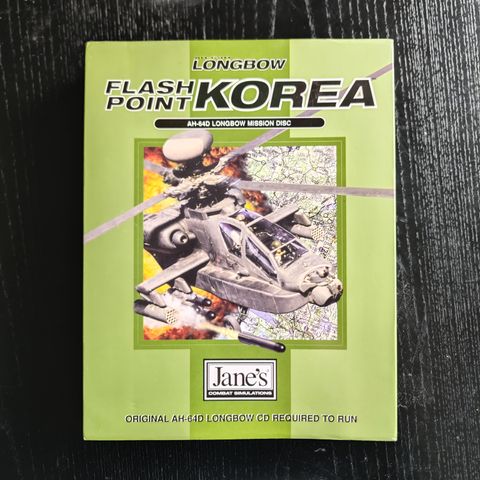 LONGBOW
FLASH
POINT KOREA
AH-64D LONGBOW MISSION DISC
Jane's
COMBAT SIMULATIONS
ORIGINAL AH-64D LONGBOW CD REQUIRED TO RUN